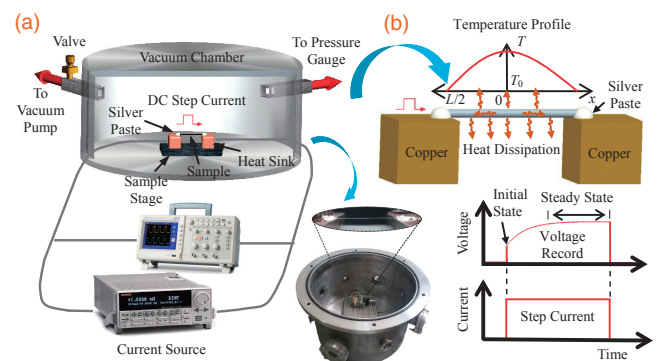 (a)
Valve
Vacuum Chamber
To Pressure
Gauge
To
Vacuum
Pump
DC Step Current
Silver
Paste
Heat Sink
Sample
Sample
Stage
Current Source
(b)
Temperature Profile
T
T0
L/2
0
x
Silver
Paste
Copper
Copper
Heat Dissipation
Initial
State
Steady State
Voltage
Voltage
Record
Current
Step Current
Time